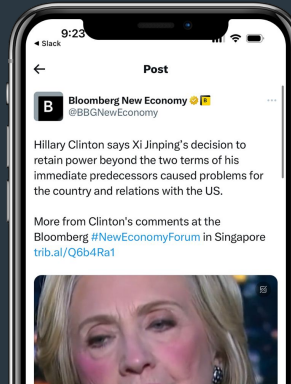 9:23
◀ Slack
Post
B
Bloomberg New Economy
@BBGNewEconomy
Hillary Clinton says Xi Jinping's decision to
retain power beyond the two terms of his
immediate predecessors caused problems for
the country and relations with the US.
More from Clinton's comments at the
Bloomberg #NewEconomyForum in Singapore
trib.al/Q6b4Ra1